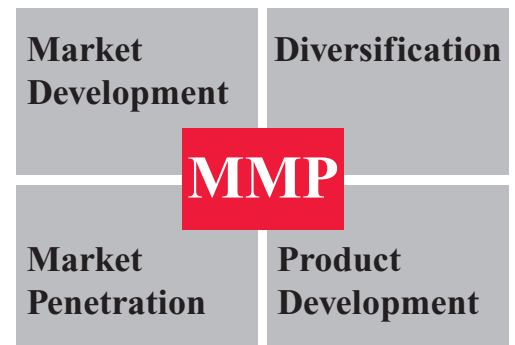 Market
Development
Diversification
MMP
Market
Penetration
Product
Development